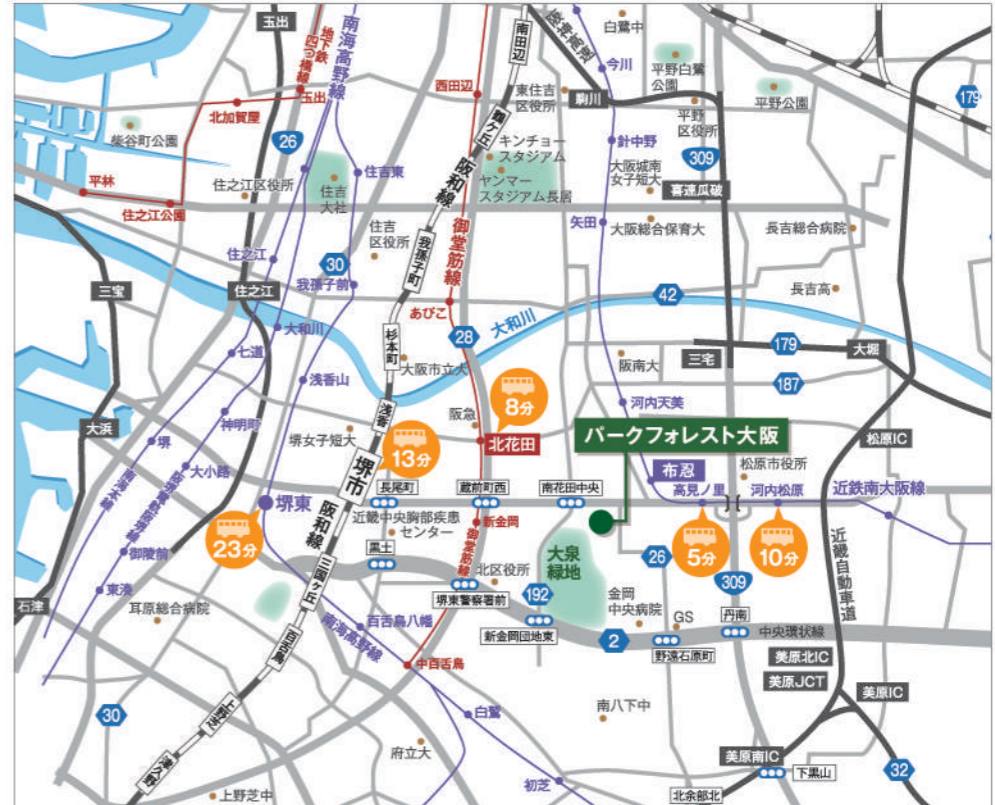 玉出
地下鉄
四つ橋線
南海高野線
阪神高速
白鷺中
南田辺
今川
平野白鷺
公園
平野公園
179
玉出
北加賀屋
西田辺
東住吉
区役所
駒川
平野
区役所
柴谷町公園
26
鶴ケ丘
キンチョー
スタジアム
針中野
309
平林
住之江区役所
住吉
大社
住吉東
阪和線
ヤンマー
スタジアム長居
大阪城南
女子短大
喜連瓜破
住之江公園
住吉
区役所
御堂筋線
矢田
大阪総合保育大
長吉総合病院
住之江
30
我孫子町
三宝
住之江
我孫子前
42
長吉高
あびこ
大和川
大和川
七道
杉本町
28
大阪市立大
三宅
179
大堀
浅香山
阪南大
187
8分
神明町
浅香
阪急
河内天美
大浜
堺女子短大
13分
北花田
パークフォレスト大阪
松原IC
堺
大小路
堺市
布忍
松原市役所
南海本線
阪堺電軌阪堺線
堺東
長尾町
蔵前町西
南花田中央
高見ノ里
河内松原
近鉄南大阪線
近畿中央胸部疾患
センター
新金岡
23分
阪和線
5分
10分
御陵前
黒土
御堂筋線
大泉
緑地
26
近畿自動車道
三国ヶ丘
北区役所
309
石津
東湊
堺東警察署前
192
金岡
中央病院
耳原総合病院
百舌鳥八幡
GS
丹南
新金岡団地東
2
中央環状線
南海高野線
野遠石原町
百舌鳥
中百舌鳥
美原北IC
美原JCT
美原IC
上野芝
30
白鷺
南八下中
津久野
府立大
美原南IC
下黒山
32
上野芝中
初芝
北余部北